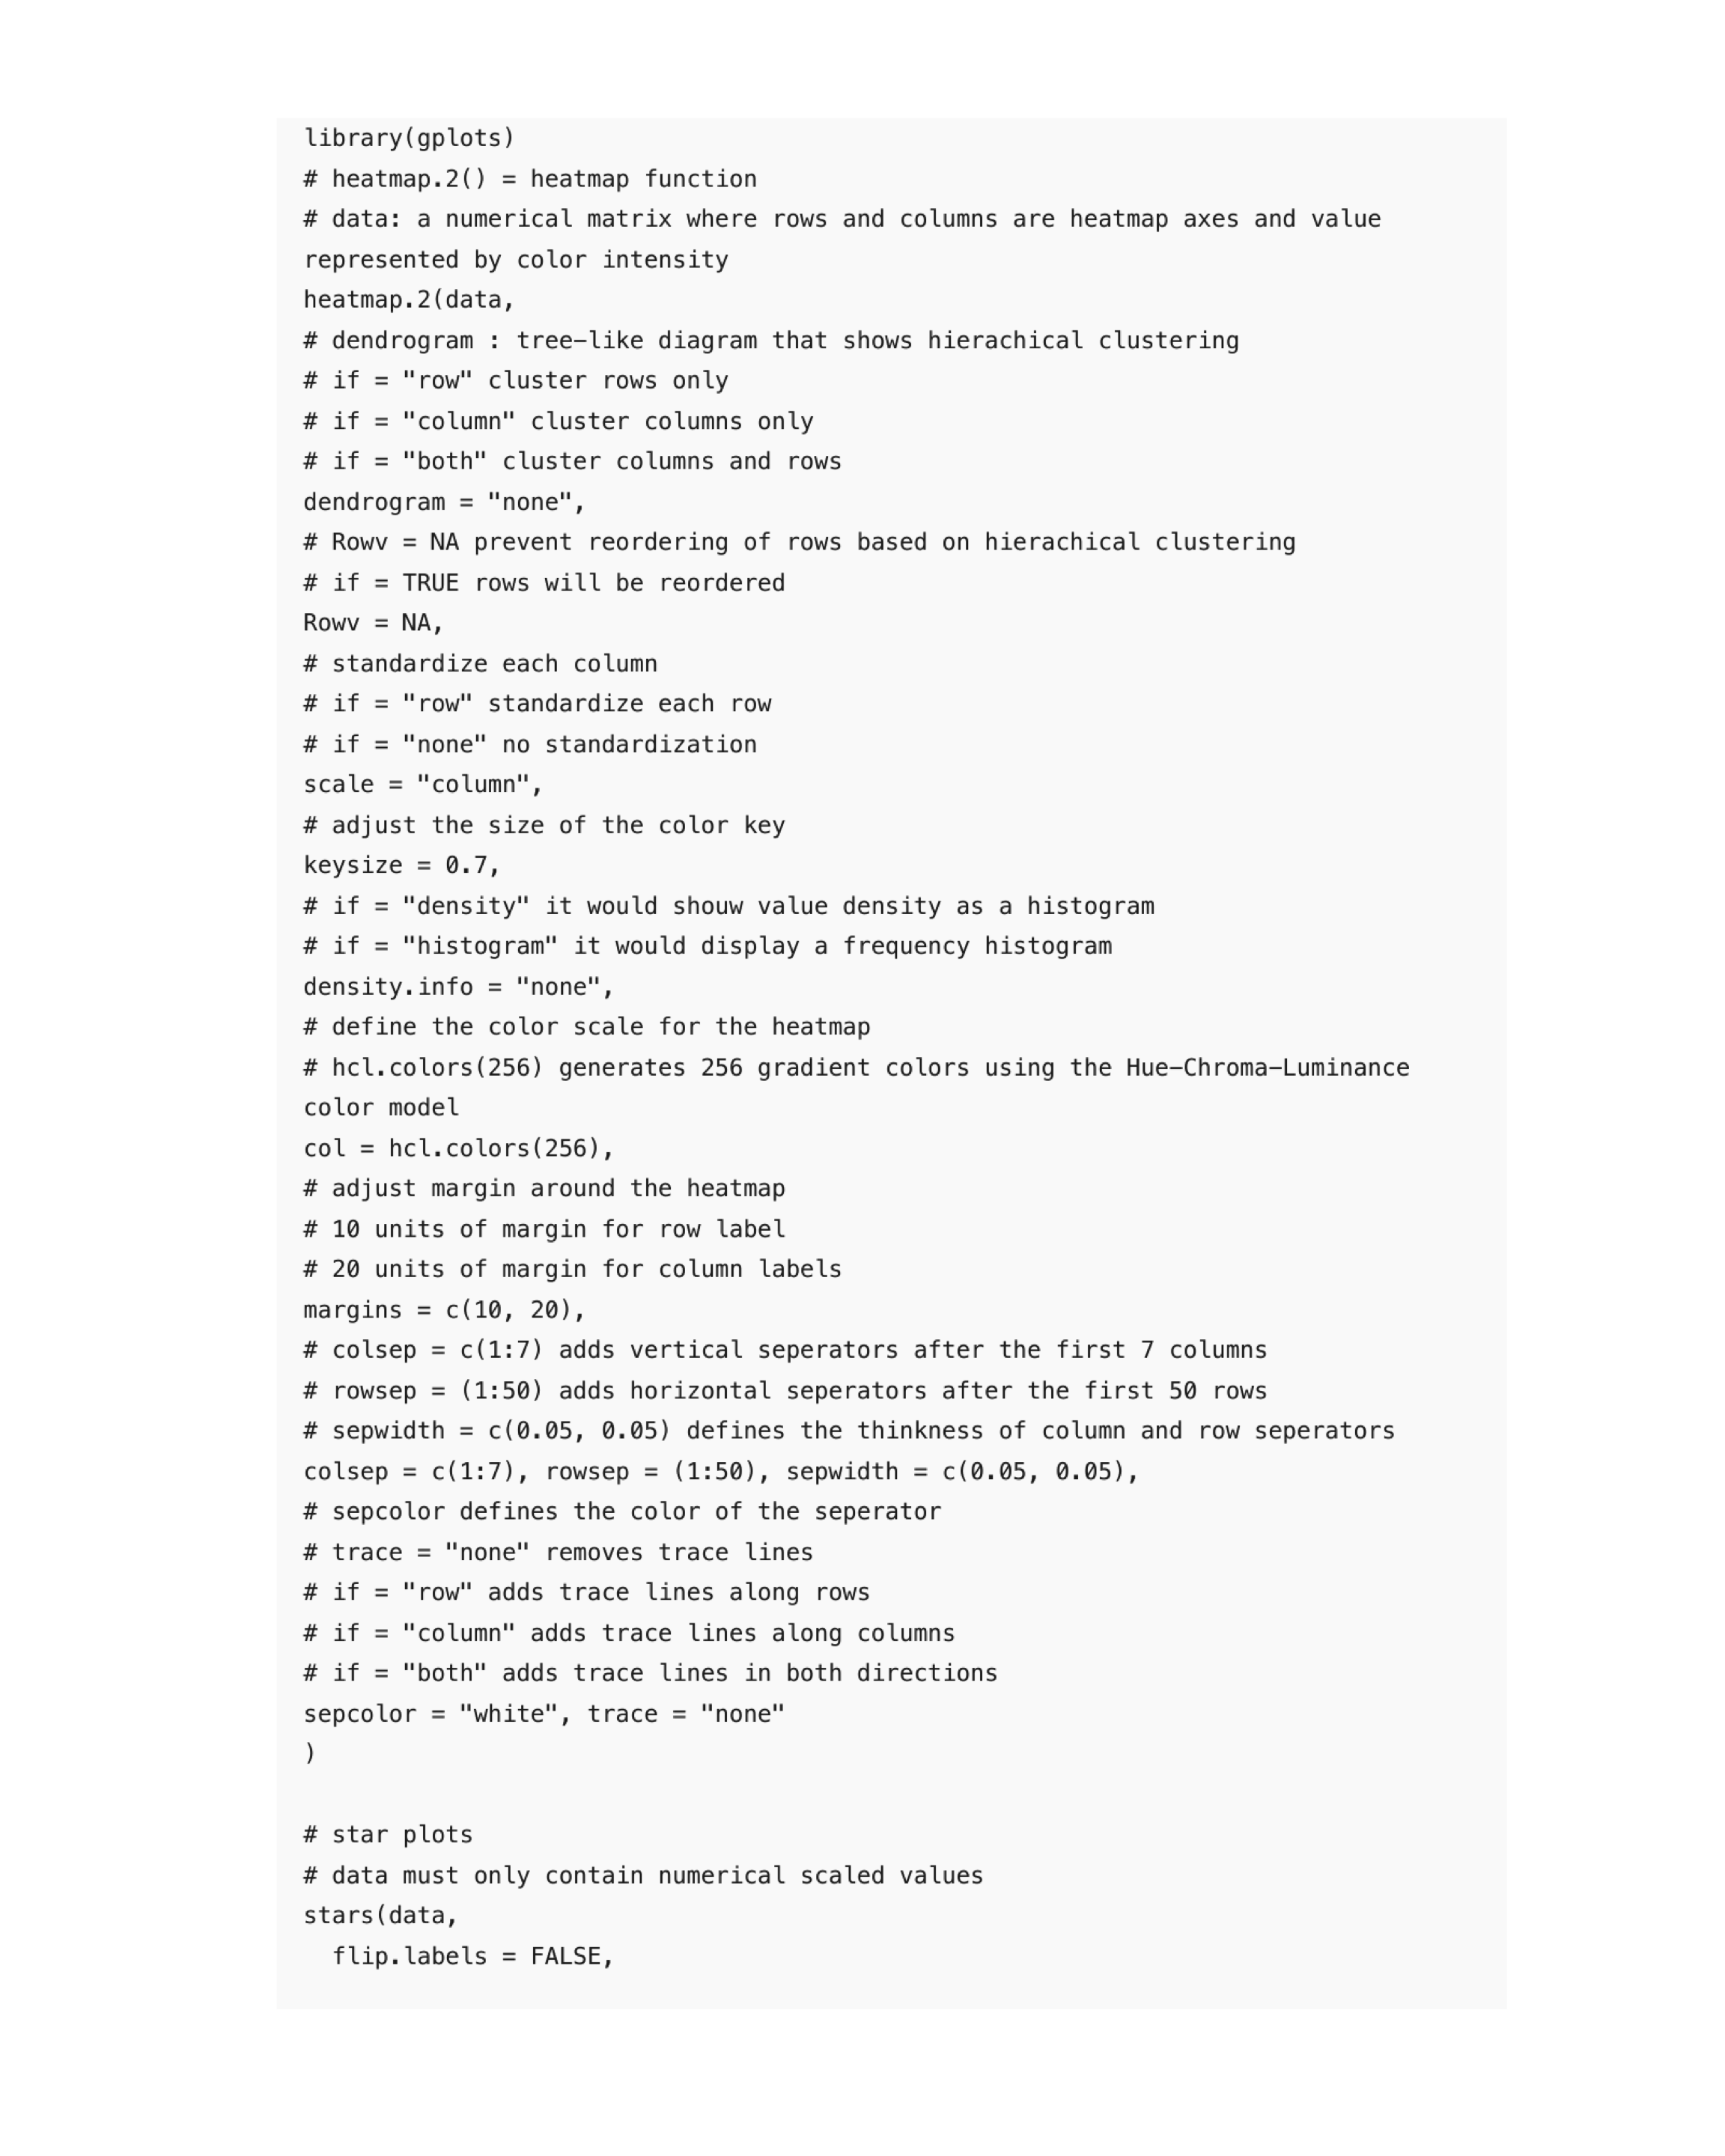 library(gplots)
# heatmap.2() = heatmap function
# data: a numerical matrix where rows and columns are heatmap axes and value
represented by color intensity
heatmap.2(data,
# dendrogram : tree-like diagram that shows hierachical clustering
# if = "row" cluster rows only
# if = "column" cluster columns only
# if = "both" cluster columns and rows
dendrogram = "none",
# Rowv = NA prevent reordering of rows based on hierachical clustering
# if = TRUE rows will be reordered
Rowv = NA,
# standardize each column
# if = "row" standardize each row
# if = "none" no standardization
scale = "column",
# adjust the size of the color key
keysize = 0.7,
# if = "density" it would shouw value density as a histogram
# if = "histogram" it would display a frequency histogram
density.info = "none",
# define the color scale for the heatmap
# hcl.colors(256) generates 256 gradient colors using the Hue-Chroma-Luminance
color model
col = hcl.colors(256),
# adjust margin around the heatmap
# 10 units of margin for row label
# 20 units of margin for column labels
margins = c(10, 20),
# colsep = c(1:7) adds vertical seperators after the first 7 columns
# rowsep = (1:50) adds horizontal seperators after the first 50 rows
# sepwidth = c(0.05, 0.05) defines the thinkness of column and row seperators
colsep = c(1:7), rowsep = (1:50), sepwidth = c(0.05, 0.05),
# sepcolor defines the color of the seperator
# trace = "none" removes trace lines
# if = "row" adds trace lines along rows
# if = "column" adds trace lines along columns
# if = "both" adds trace lines in both directions
sepcolor = "white", trace = "none"
)
# star plots
# data must only contain numerical scaled values
stars(data,
  flip.labels = FALSE,